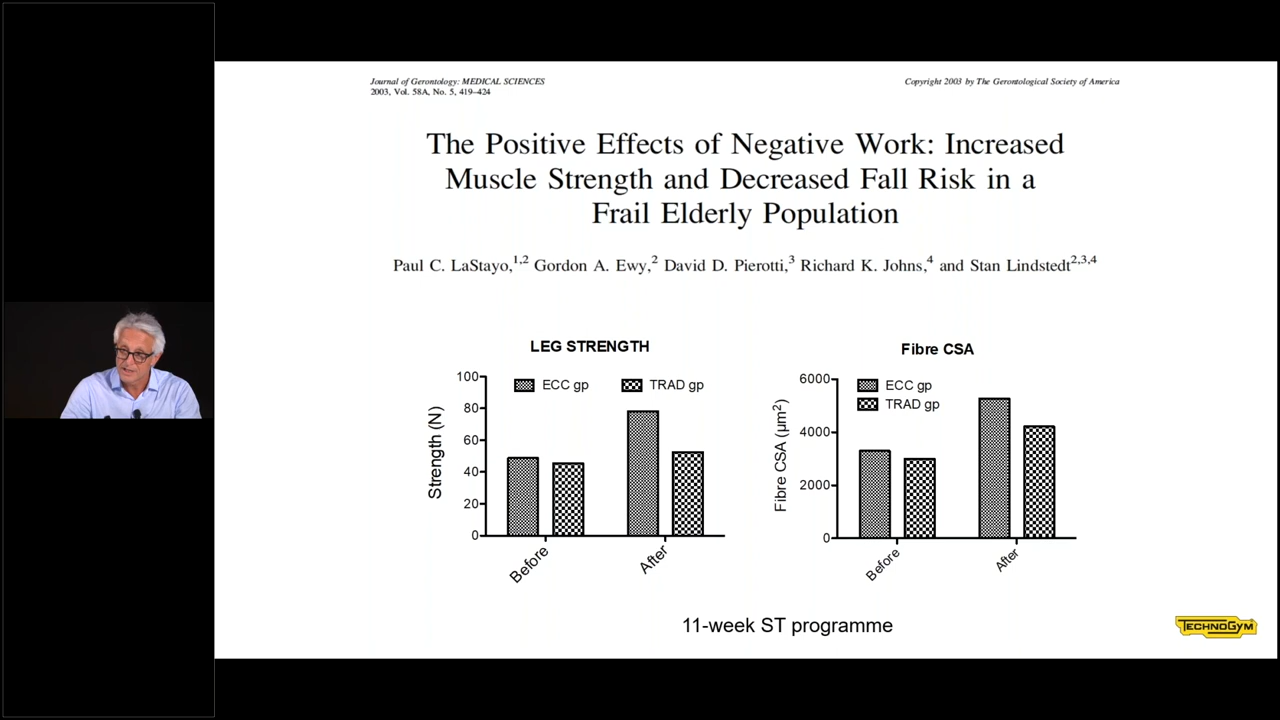 Journal of Gerontology: MEDICAL SCIENCES
2003, Vol. 58A, No. 5, 419–424
Copyright 2003 by The Gerontological Society of America
The Positive Effects of Negative Work: Increased
Muscle Strength and Decreased Fall Risk in a
Frail Elderly Population
Paul C. LaStayo,1,2 Gordon A. Ewy,2 David D. Pierotti,3 Richard K. Johns,4 and Stan Lindstedt2,3,4
LEG STRENGTH
ECC gp
TRAD gp
Strength (N)
100
80
60
40
20
0
Before
After
Fibre CSA
ECC gp
TRAD gp
Fibre CSA (µm2)
6000
4000
2000
0
Before
After
11-week ST programme
TECHNOGYM